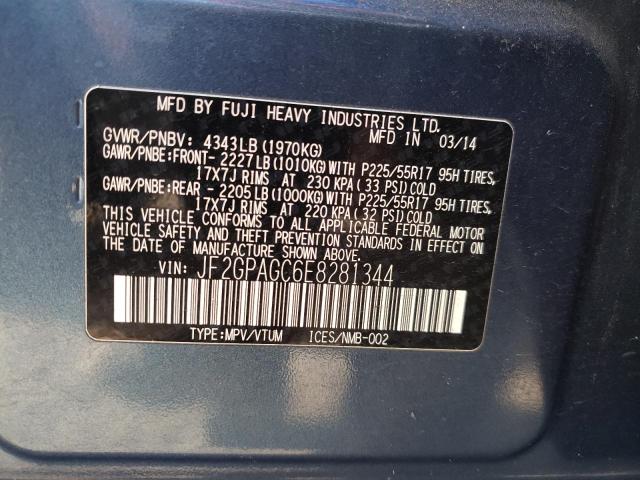 MFD BY FUJI HEAVY INDUSTRIES LTD.
MFD IN 03/14
GVWR/PNBV: 4343LB(1970KG)
GAWR/PNBE:FRONT- 2227LB(1010KG)WITH P225/55R17 95H TIRES,
17X7J RIMS AT 230 KPA(33 PSI)COLD
GAWR/PNBE:REAR - 2205LB(1000KG)WITH P225/55R17 95H TIRES,
17X7J RIMS AT 220 KPA(32 PSI)COLD
THIS VEHICLE CONFORMS TO ALL APPLICABLE FEDERAL MOTOR
VEHICLE SAFETY AND THEFT PREVENTION STANDARDS IN EFFECT ON
THE DATE OF MANUFACTURE SHOWN ABOVE.
VIN: JF2GPAGC6E8281344
TYPE:MPV/VTUM ICES/NMB-002